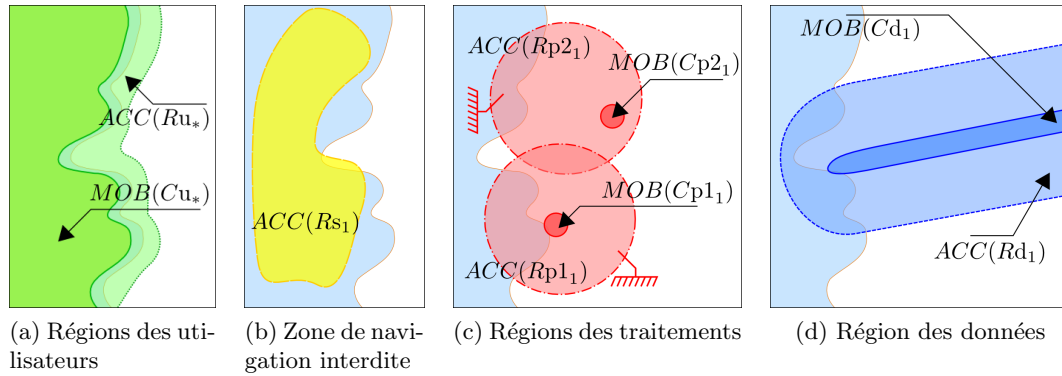 ACC(Ru*)
MOB(Cu*)
(a) Régions des uti-
lisateurs
ACC(Rs₁)
(b) Zone de navi-
gation interdite
ACC(Rp2₁)
MOB(Cp2₁)
MOB(Cp1₁)
ACC(Rp1₁)
(c) Régions des traitements
MOB(Cd₁)
ACC(Rd₁)
(d) Région des données